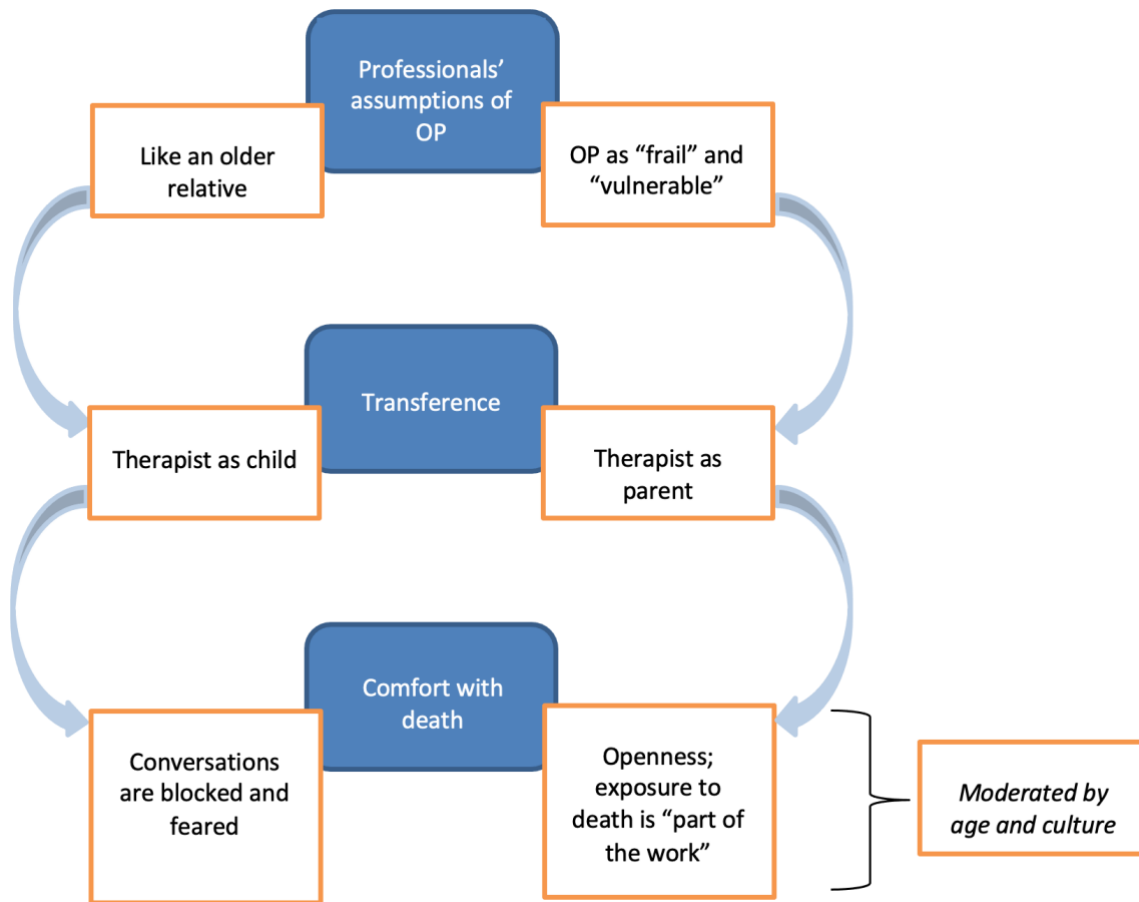 Professionals’
assumptions of
OP
Like an older
relative
OP as “frail” and
“vulnerable”
Transference
Therapist as child
Therapist as
parent
Comfort with
death
Conversations
are blocked and
feared
Openness;
exposure to
death is “part of
the work”
Moderated by
age and culture